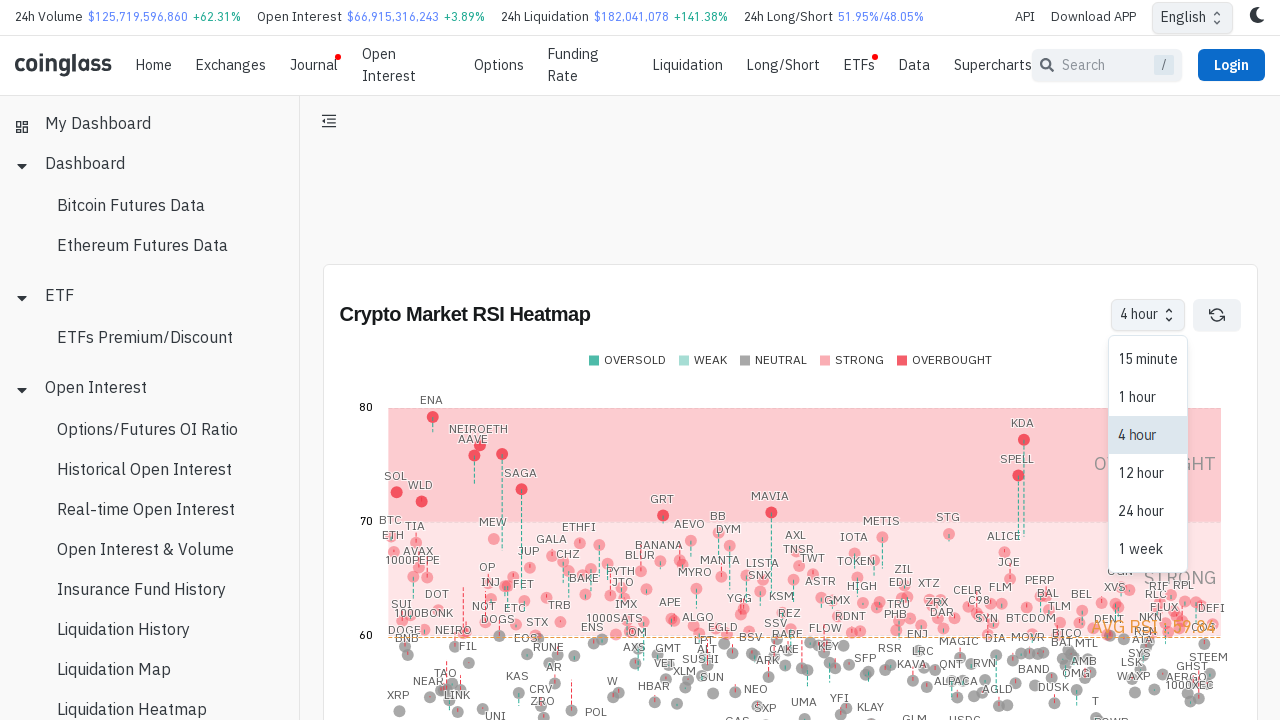 24h Volume $125,719,596,860 +62.31% Open Interest $66,915,316,243 +3.89% 24h Liquidation $182,041,078 +141.38% 24h Long/Short 51.95%/48.05% API Download APP English
coinglass Home Exchanges Journal Open Interest Options Funding Rate Liquidation Long/Short ETFs Data Supercharts Search / Login
My Dashboard
Dashboard
Bitcoin Futures Data
Ethereum Futures Data
ETF
ETFs Premium/Discount
Open Interest
Options/Futures OI Ratio
Historical Open Interest
Real-time Open Interest
Open Interest & Volume
Insurance Fund History
Liquidation History
Liquidation Map
Liquidation Heatmap
Crypto Market RSI Heatmap
4 hour
15 minute
1 hour
4 hour
12 hour
24 hour
1 week
OVERSOLD WEAK NEUTRAL STRONG OVERBOUGHT
80
ENA
NEIROETH
AAVE
KDA
SPELL
SOL
WLD
SAGA
GRT
MAVIA
70
BTC
ETH
TIA
MEW
ETHFI
AEVO
BB
DYM
METIS
STG
AVAX
1000PEPE
JUP
GALA
CHZ
BLUR
BANANA
MANTA
AXL
TNSR
TWT
IOTA
TOKEN
ALICE
JOE
STRONG
OP
INJ
FET
BAKE
PYTH
JTO
MYRO
LISTA
SNX
ASTR
HIGH
ZIL
EDU
XTZ
CELR
FLM
PERP
XVS
RIF
RPL
DOT
SUI
1000BONK
NOT
ETC
TRB
IMX
APE
YGG
KSM
GMX
TRU
ZRX
C98
BAL
BEL
RLC
FLUX
DEFI
DOGS
STX
1000SATS
ALGO
REZ
RDNT
PHB
DAR
SYN
BTCDOM
TLM
DENT
NKN
60
DOGE
BNB
NEIRO
FIL
EOS
RUNE
ENS
AXS
GMT
EGLD
BSV
SSV
RARE
CAKE
FLOW
KEY
RSR
ENJ
MAGIC
DIA
MOVR
BICO
BAT
MTL
REN
ATA
SYS
STEEM
NEAR
TAO
LINK
KAS
AR
VET
XLM
SUSHI
SUN
ARK
SFP
KAVA
LRC
QNT
RVN
BAND
OMG
AMB
LSK
WAXP
GHST
AERGO
1000XEC
XRP
UNI
CRV
ZRO
POL
W
HBAR
NEO
SXP
UMA
YFI
KLAY
ALPACA
AGLD
DUSK
T
GLM
USDC